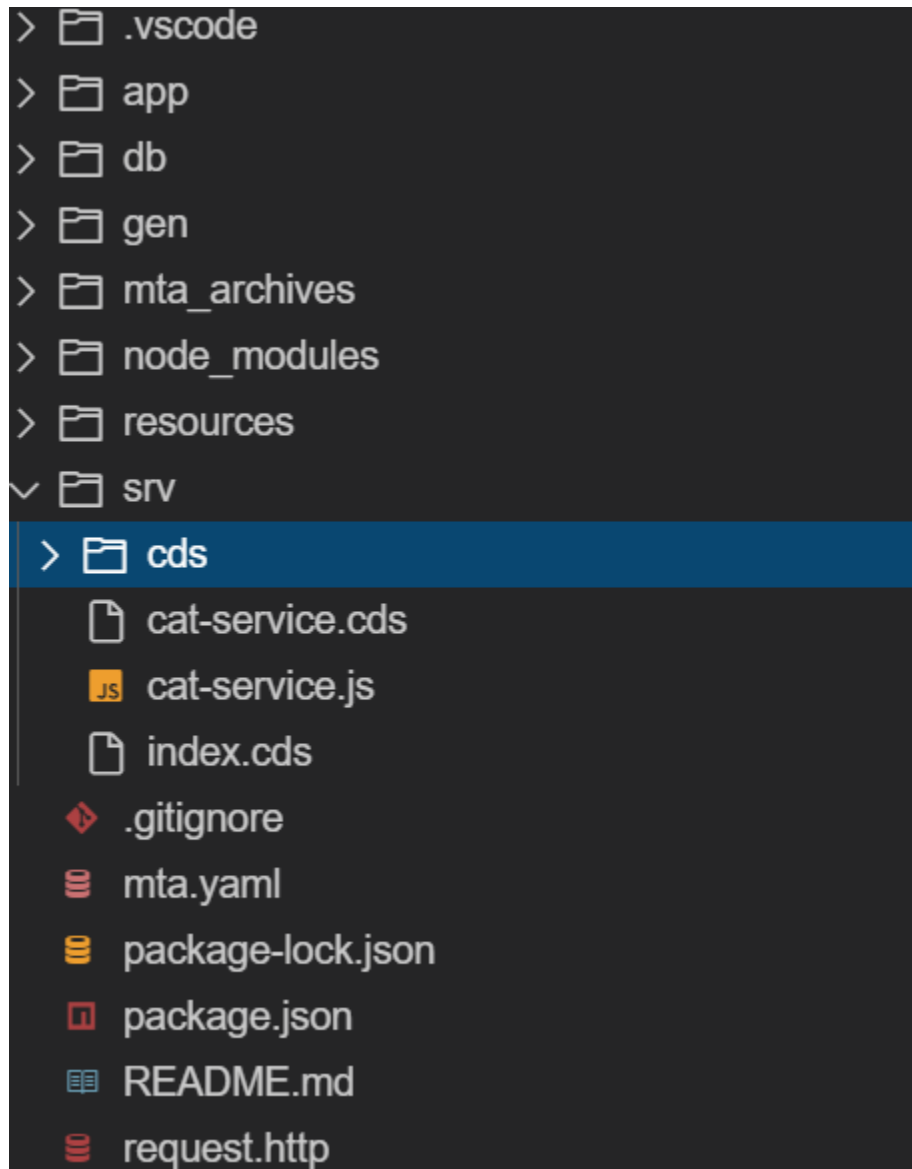 .vscode
app
db
gen
mta_archives
node_modules
resources
srv
cds
cat-service.cds
JS cat-service.js
index.cds
.gitignore
mta.yaml
package-lock.json
package.json
README.md
request.http